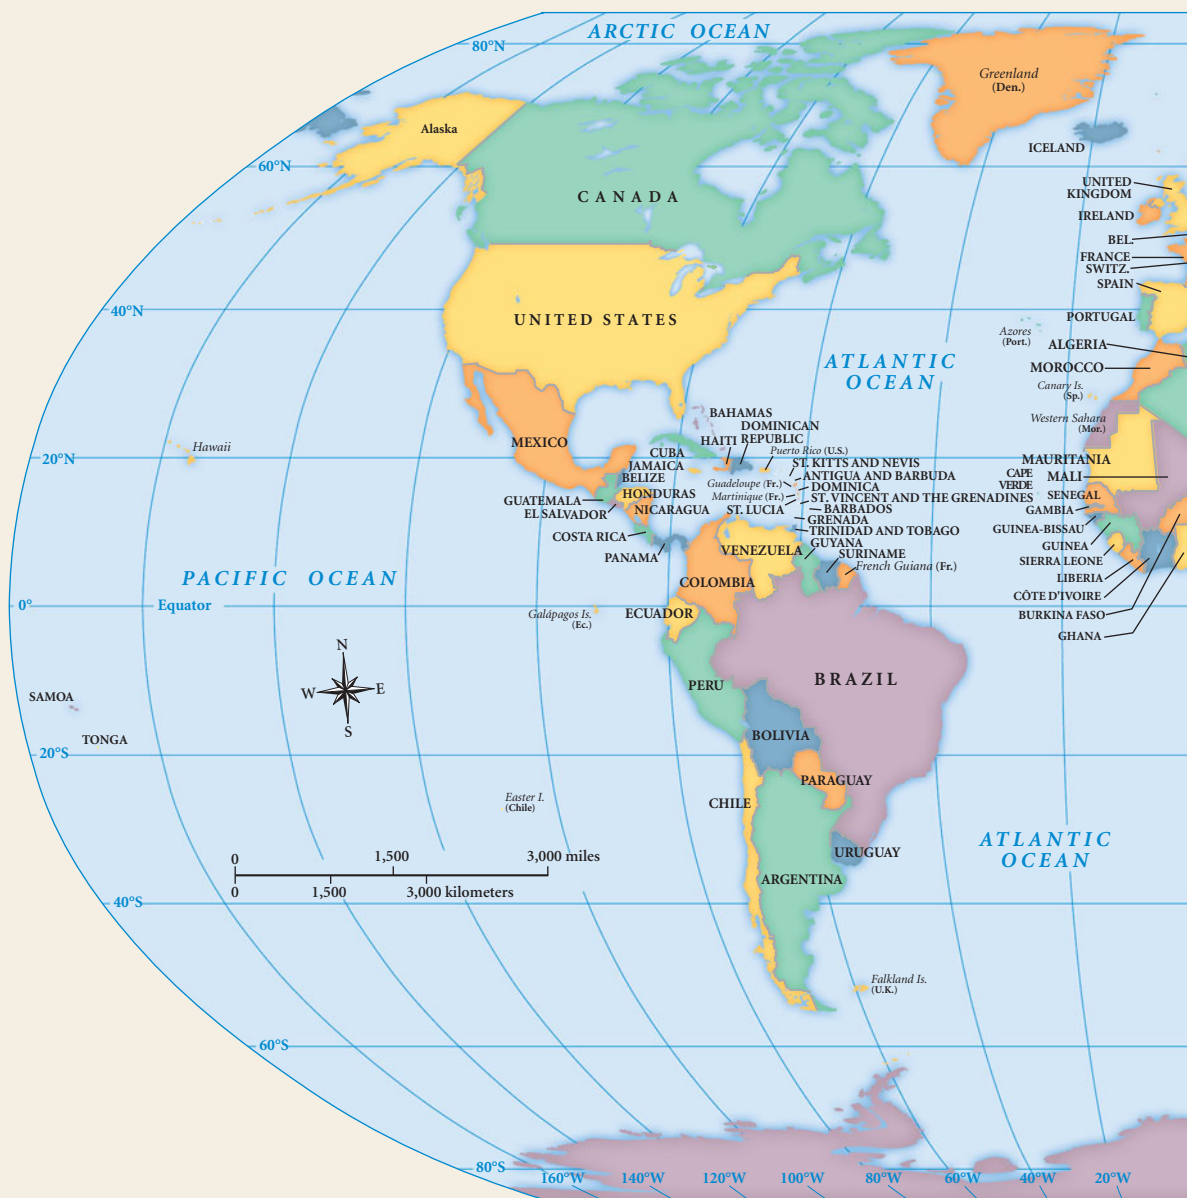 ARCTIC OCEAN
80°N
Greenland
(Den.)
Alaska
ICELAND
60°N
CANADA
UNITED
KINGDOM
IRELAND
BEL.
FRANCE
SWITZ.
SPAIN
40°N
UNITED STATES
PORTUGAL
Azores
(Port.)
ALGERIA
ATLANTIC
OCEAN
MOROCCO
Canary Is.
(Sp.)
BAHAMAS
Western Sahara
(Mor.)
DOMINICAN
REPUBLIC
HAITI
MEXICO
Hawaii
Puerto Rico (U.S.)
CUBA
20°N
ST. KITTS AND NEVIS
MAURITANIA
JAMAICA
ANTIGUA AND BARBUDA
CAPE
VERDE
MALI
BELIZE
Guadeloupe (Fr.)
DOMINICA
HONDURAS
Martinique (Fr.)
ST. VINCENT AND THE GRENADINES
SENEGAL
GUATEMALA
ST. LUCIA
BARBADOS
GAMBIA
NICARAGUA
EL SALVADOR
GRENADA
GUINEA-BISSAU
TRINIDAD AND TOBAGO
COSTA RICA
GUYANA
GUINEA
VENEZUELA
SURINAME
PANAMA
SIERRA LEONE
French Guiana (Fr.)
PACIFIC OCEAN
COLOMBIA
LIBERIA
CÔTE D'IVOIRE
0°
Equator
Galápagos Is.
(Ec.)
ECUADOR
BURKINA FASO
GHANA
N
W
E
S
BRAZIL
PERU
SAMOA
TONGA
BOLIVIA
20°S
PARAGUAY
Easter I.
(Chile)
CHILE
ATLANTIC
OCEAN
URUGUAY
0 1,500 3,000 miles
0 1,500 3,000 kilometers
ARGENTINA
40°S
Falkland Is.
(U.K.)
60°S
80°S
160°W 140°W 120°W 100°W 80°W 60°W 40°W 20°W